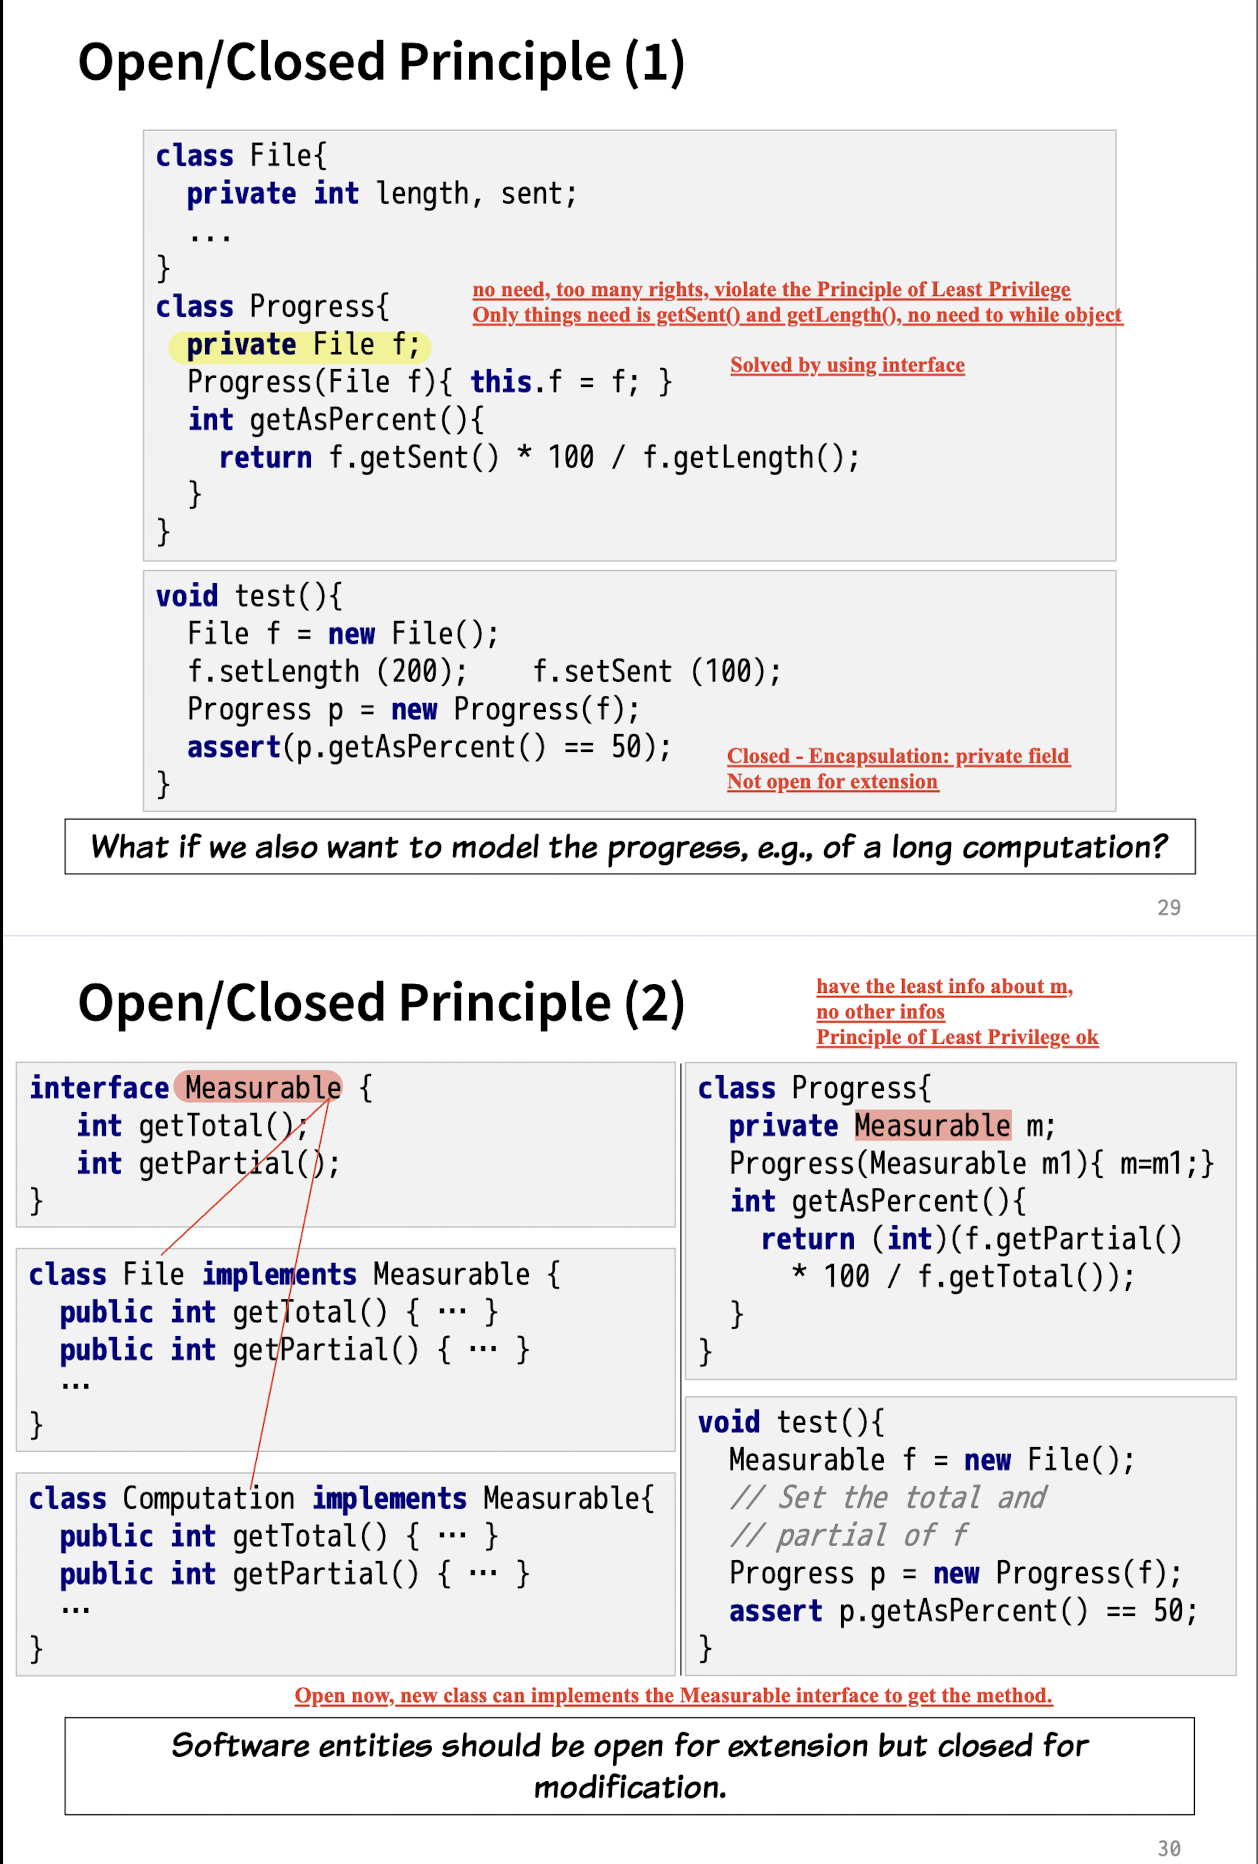 Open/Closed Principle (1)
class File{
private int length, sent;
...
}
no need, too many rights, violate the Principle of Least Privilege
class Progress{
Only things need is getSent() and getLength(), no need to while object
private File f;
Solved by using interface
Progress(File f){ this.f = f; }
int getAsPercent(){
return f.getSent() * 100 / f.getLength();
}
}
void test(){
File f = new File();
f.setLength (200);    f.setSent (100);
Progress p = new Progress(f);
assert(p.getAsPercent() == 50);
Closed - Encapsulation: private field
Not open for extension
}
What if we also want to model the progress, e.g., of a long computation?
29
Open/Closed Principle (2)
have the least info about m,
no other infos
Principle of Least Privilege ok
interface Measurable {
int getTotal();
int getPartial();
}
class File implements Measurable {
public int getTotal() { … }
public int getPartial() { … }
…
}
class Computation implements Measurable{
public int getTotal() { … }
public int getPartial() { … }
…
}
class Progress{
private Measurable m;
Progress(Measurable m1){ m=m1;}
int getAsPercent(){
return (int)(f.getPartial()
* 100 / f.getTotal());
}
}
void test(){
Measurable f = new File();
// Set the total and
// partial of f
Progress p = new Progress(f);
assert p.getAsPercent() == 50;
}
Open now, new class can implements the Measurable interface to get the method.
Software entities should be open for extension but closed for
modification.
30